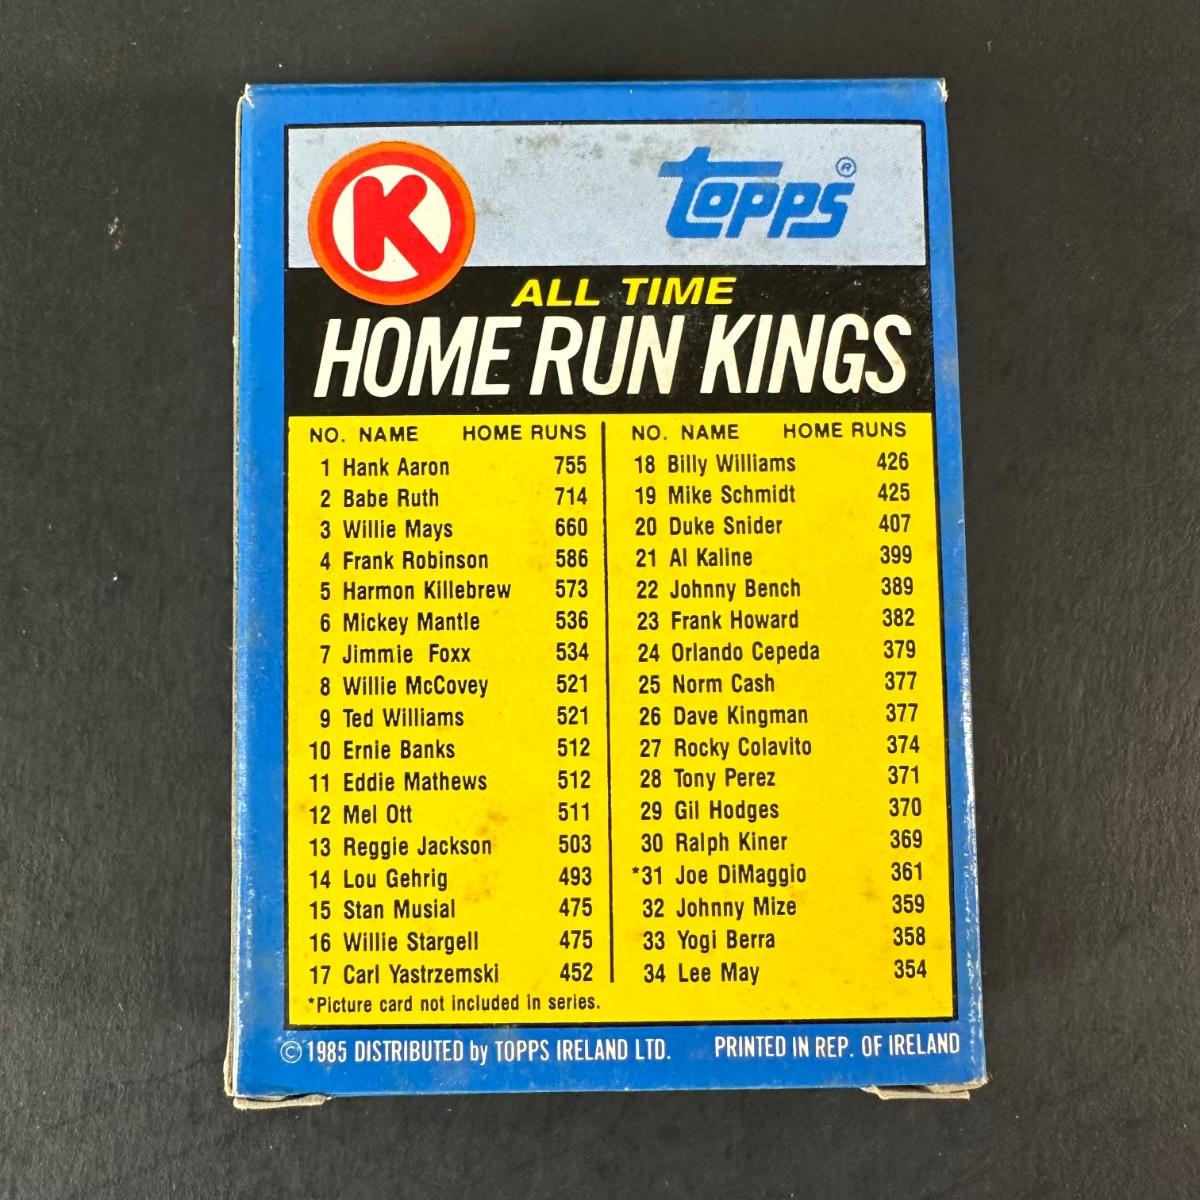 K
topps®
ALL TIME
HOME RUN KINGS
NO. NAME HOME RUNS
1 Hank Aaron 755
2 Babe Ruth 714
3 Willie Mays 660
4 Frank Robinson 586
5 Harmon Killebrew 573
6 Mickey Mantle 536
7 Jimmie Foxx 534
8 Willie McCovey 521
9 Ted Williams 521
10 Ernie Banks 512
11 Eddie Mathews 512
12 Mel Ott 511
13 Reggie Jackson 503
14 Lou Gehrig 493
15 Stan Musial 475
16 Willie Stargell 475
17 Carl Yastrzemski 452
NO. NAME HOME RUNS
18 Billy Williams 426
19 Mike Schmidt 425
20 Duke Snider 407
21 Al Kaline 399
22 Johnny Bench 389
23 Frank Howard 382
24 Orlando Cepeda 379
25 Norm Cash 377
26 Dave Kingman 377
27 Rocky Colavito 374
28 Tony Perez 371
29 Gil Hodges 370
30 Ralph Kiner 369
*31 Joe DiMaggio 361
32 Johnny Mize 359
33 Yogi Berra 358
34 Lee May 354
*Picture card not included in series.
© 1985 DISTRIBUTED by TOPPS IRELAND LTD. PRINTED IN REP. OF IRELAND